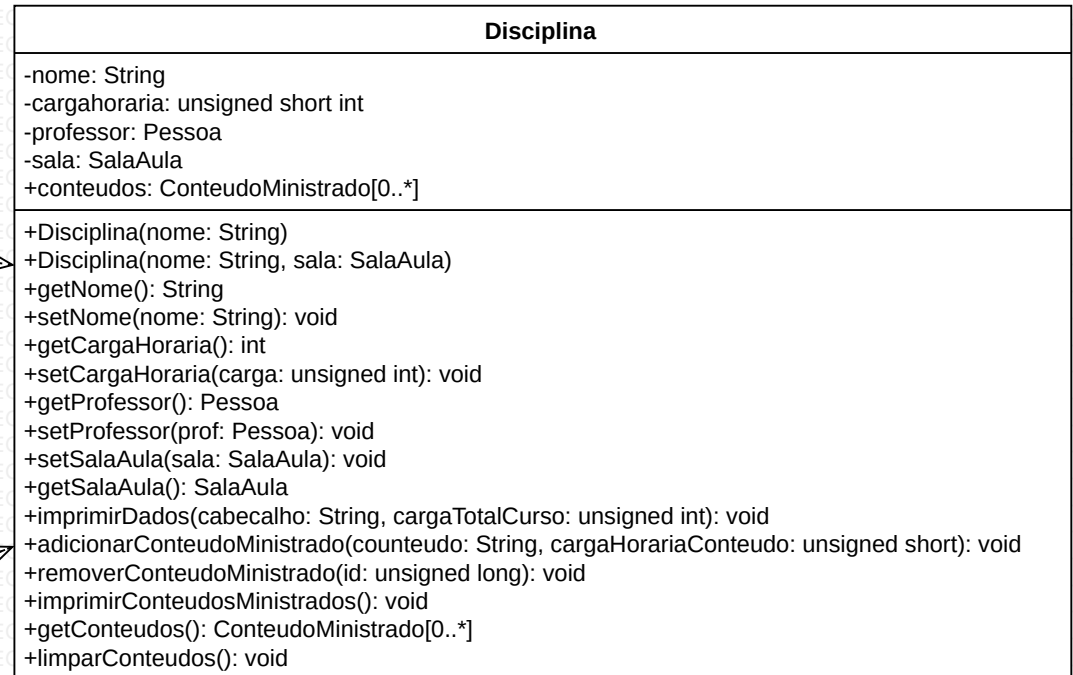 Disciplina
-nome: String
-cargahoraria: unsigned short int
-professor: Pessoa
-sala: SalaAula
+conteudos: ConteudoMinistrado[0..*]
+Disciplina(nome: String)
+Disciplina(nome: String, sala: SalaAula)
+getNome(): String
+setNome(nome: String): void
+getCargaHoraria(): int
+setCargaHoraria(carga: unsigned int): void
+getProfessor(): Pessoa
+setProfessor(prof: Pessoa): void
+setSalaAula(sala: SalaAula): void
+getSalaAula(): SalaAula
+imprimirDados(cabecalho: String, cargaTotalCurso: unsigned int): void
+adicionarConteudoMinistrado(counteudo: String, cargaHorariaConteudo: unsigned short): void
+removerConteudoMinistrado(id: unsigned long): void
+imprimirConteudosMinistrados(): void
+getConteudos(): ConteudoMinistrado[0..*]
+limparConteudos(): void